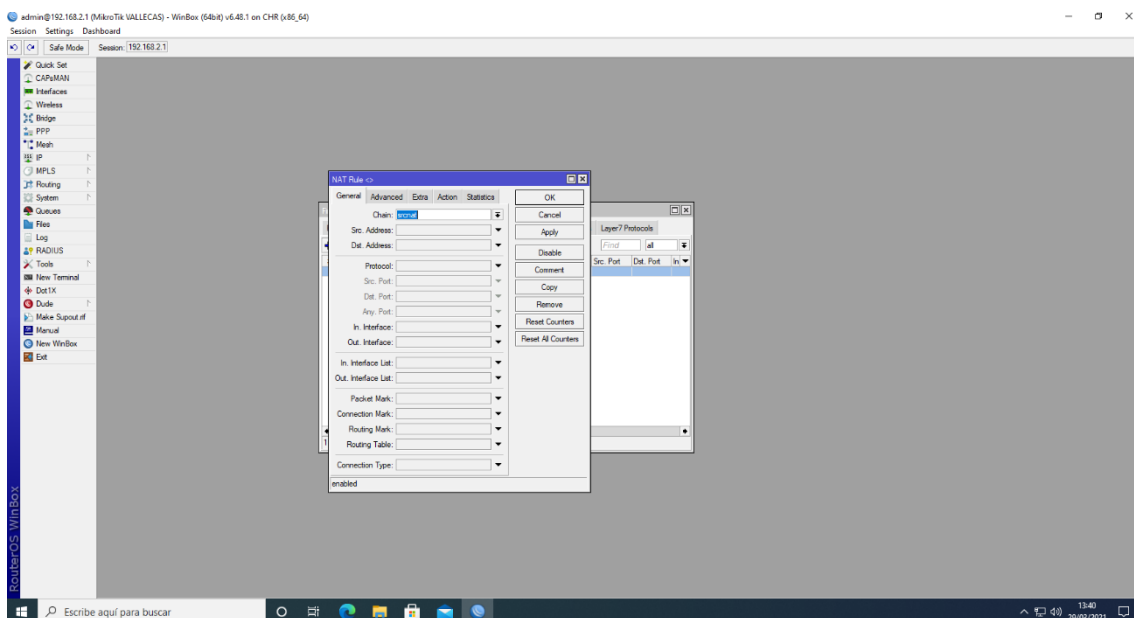 admin@192.168.2.1 (MikroTik VALLECAS) - WinBox (64bit) v6.48.1 on CHR (x86_64)
Session Settings Dashboard
Safe Mode Session: 192.168.2.1
Quick Set
CAPsMAN
Interfaces
Wireless
Bridge
PPP
Mesh
IP
MPLS
Routing
System
Queues
Files
Log
RADIUS
Tools
New Terminal
Dot1X
Dude
Make Supout.rif
Manual
New WinBox
Exit
RouterOS WinBox
NAT Rule <>
General Advanced Extra Action Statistics
Chain: srcnat
Src. Address:
Dst. Address:
Protocol:
Src. Port:
Dst. Port:
Any. Port:
In. Interface:
Out. Interface:
In. Interface List:
Out. Interface List:
Packet Mark:
Connection Mark:
Routing Mark:
Routing Table:
Connection Type:
enabled
OK
Cancel
Apply
Disable
Comment
Copy
Remove
Reset Counters
Reset All Counters
Layer7 Protocols
Find all
Src. Port Dst. Port In
Escribe aquí para buscar
13:40